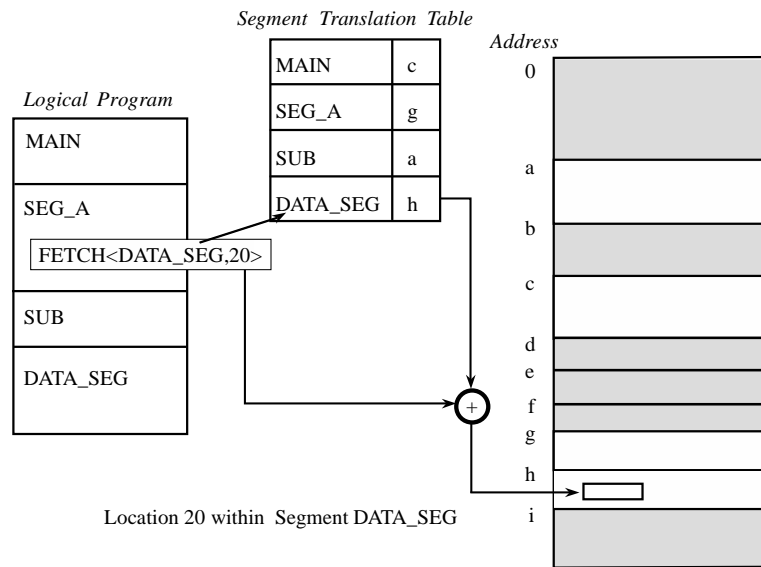 Segment Translation Table
MAIN c
SEG_A g
SUB a
DATA_SEG h
Logical Program
MAIN
SEG_A
FETCH<DATA_SEG,20>
SUB
DATA_SEG
+
Address
0
a
b
c
d
e
f
g
h
i
Location 20 within Segment DATA_SEG